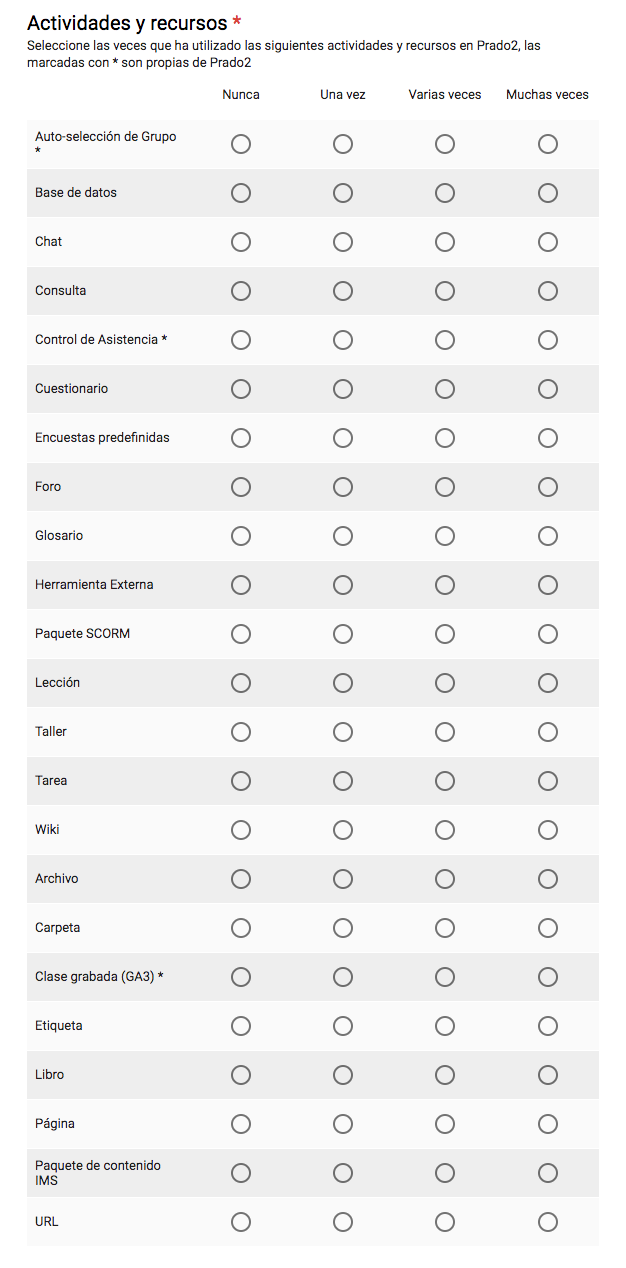 Actividades y recursos *
Seleccione las veces que ha utilizado las siguientes actividades y recursos en Prado2, las
marcadas con * son propias de Prado2
Nunca Una vez Varias veces Muchas veces
Auto-selección de Grupo
*
Base de datos
Chat
Consulta
Control de Asistencia *
Cuestionario
Encuestas predefinidas
Foro
Glosario
Herramienta Externa
Paquete SCORM
Lección
Taller
Tarea
Wiki
Archivo
Carpeta
Clase grabada (GA3) *
Etiqueta
Libro
Página
Paquete de contenido
IMS
URL